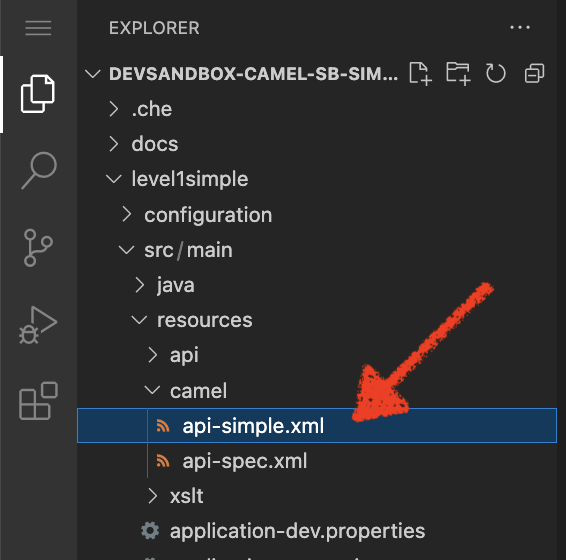 EXPLORER
DEVSANDBOX-CAMEL-SB-SIM...
.che
docs
level1simple
configuration
src/main
java
resources
api
camel
api-simple.xml
api-spec.xml
xslt
application-dev.properties